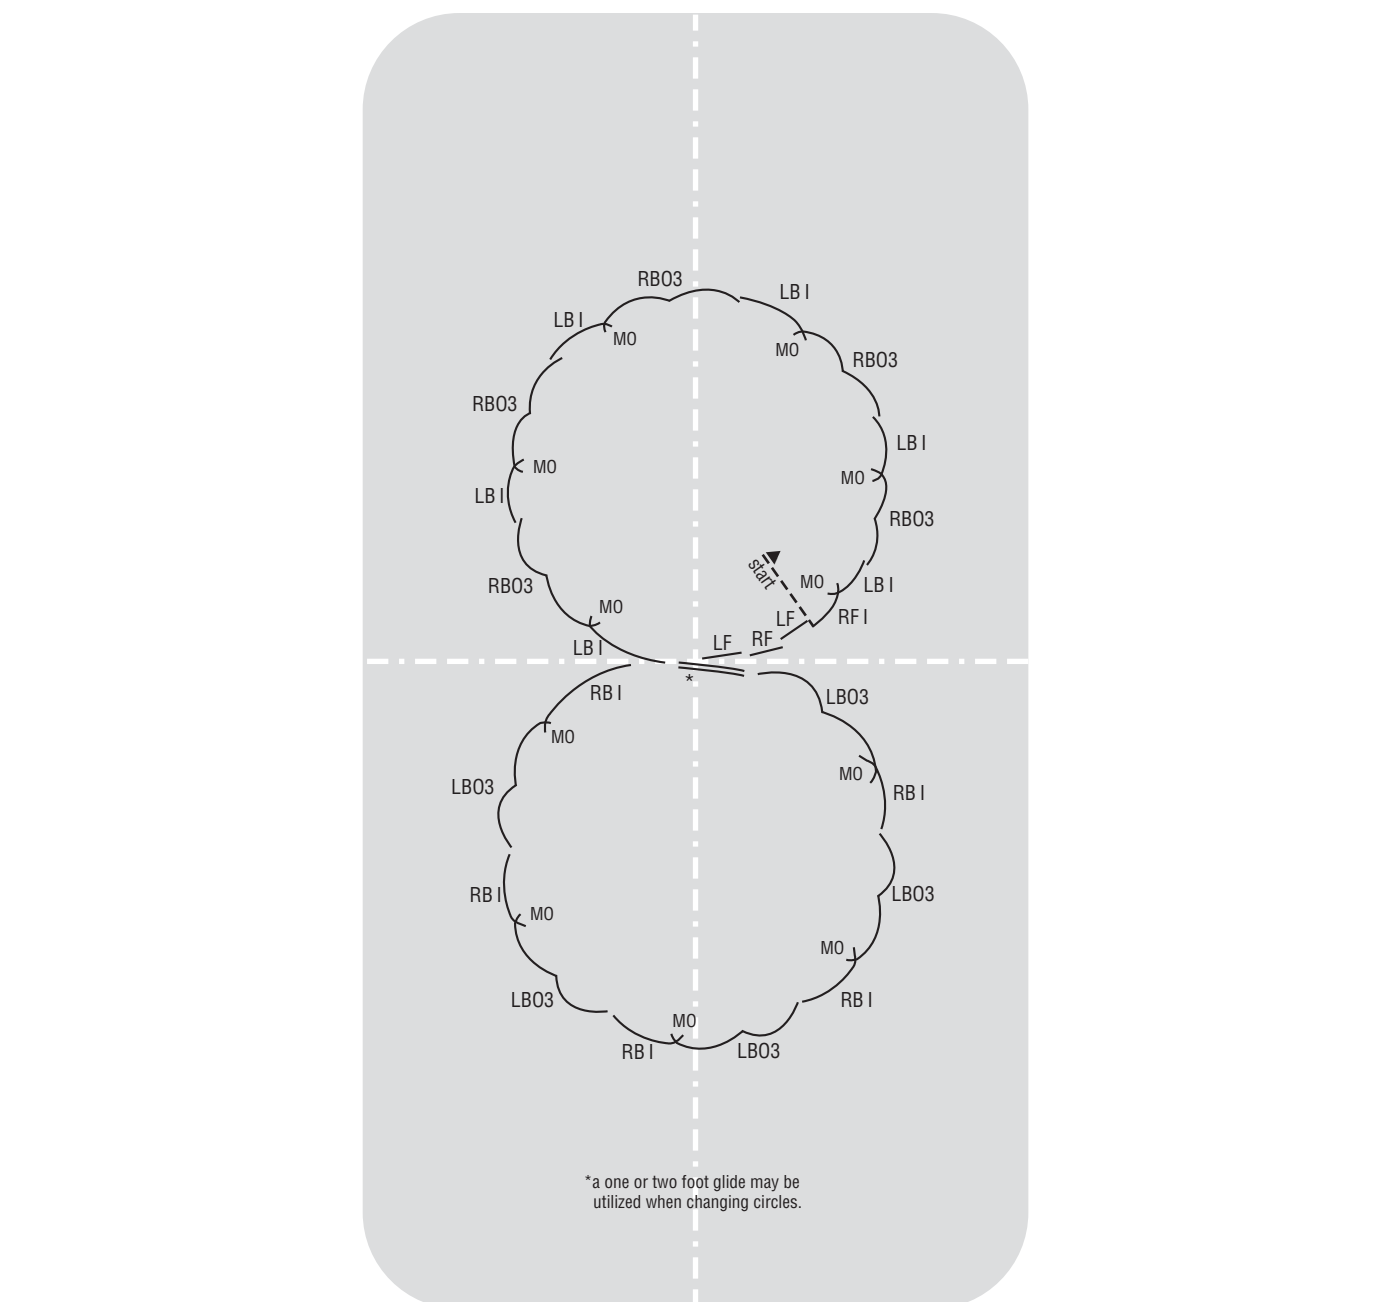 RBO3
LB I
LB I
MO
MO
RBO3
RBO3
LB I
MO
MO
LB I
RBO3
start
RBO3
MO
LB I
MO
LF
RF I
LF
RF
LB I
*
RB I
LBO3
MO
MO
LBO3
RB I
RB I
LBO3
MO
MO
LBO3
RB I
MO
RB I
LBO3
*a one or two foot glide may be
utilized when changing circles.